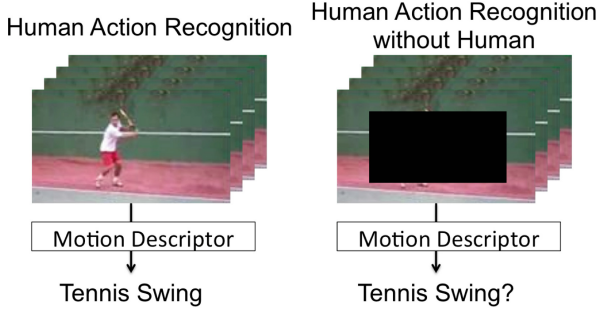 Human Action Recognition
Human Action Recognition
without Human
Motion Descriptor
Motion Descriptor
Tennis Swing
Tennis Swing?